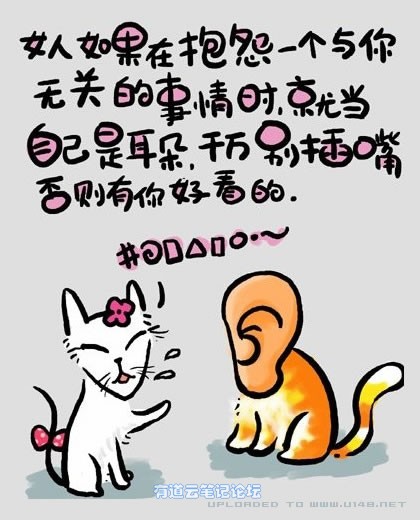 女人如果在抱怨一个与你
无关的事情时,就当
自己是耳朵,千万别插嘴
否则有你好看的.
#@□△□○·~
有道云笔记论坛
UPLOADED TO WWW.U148.NET